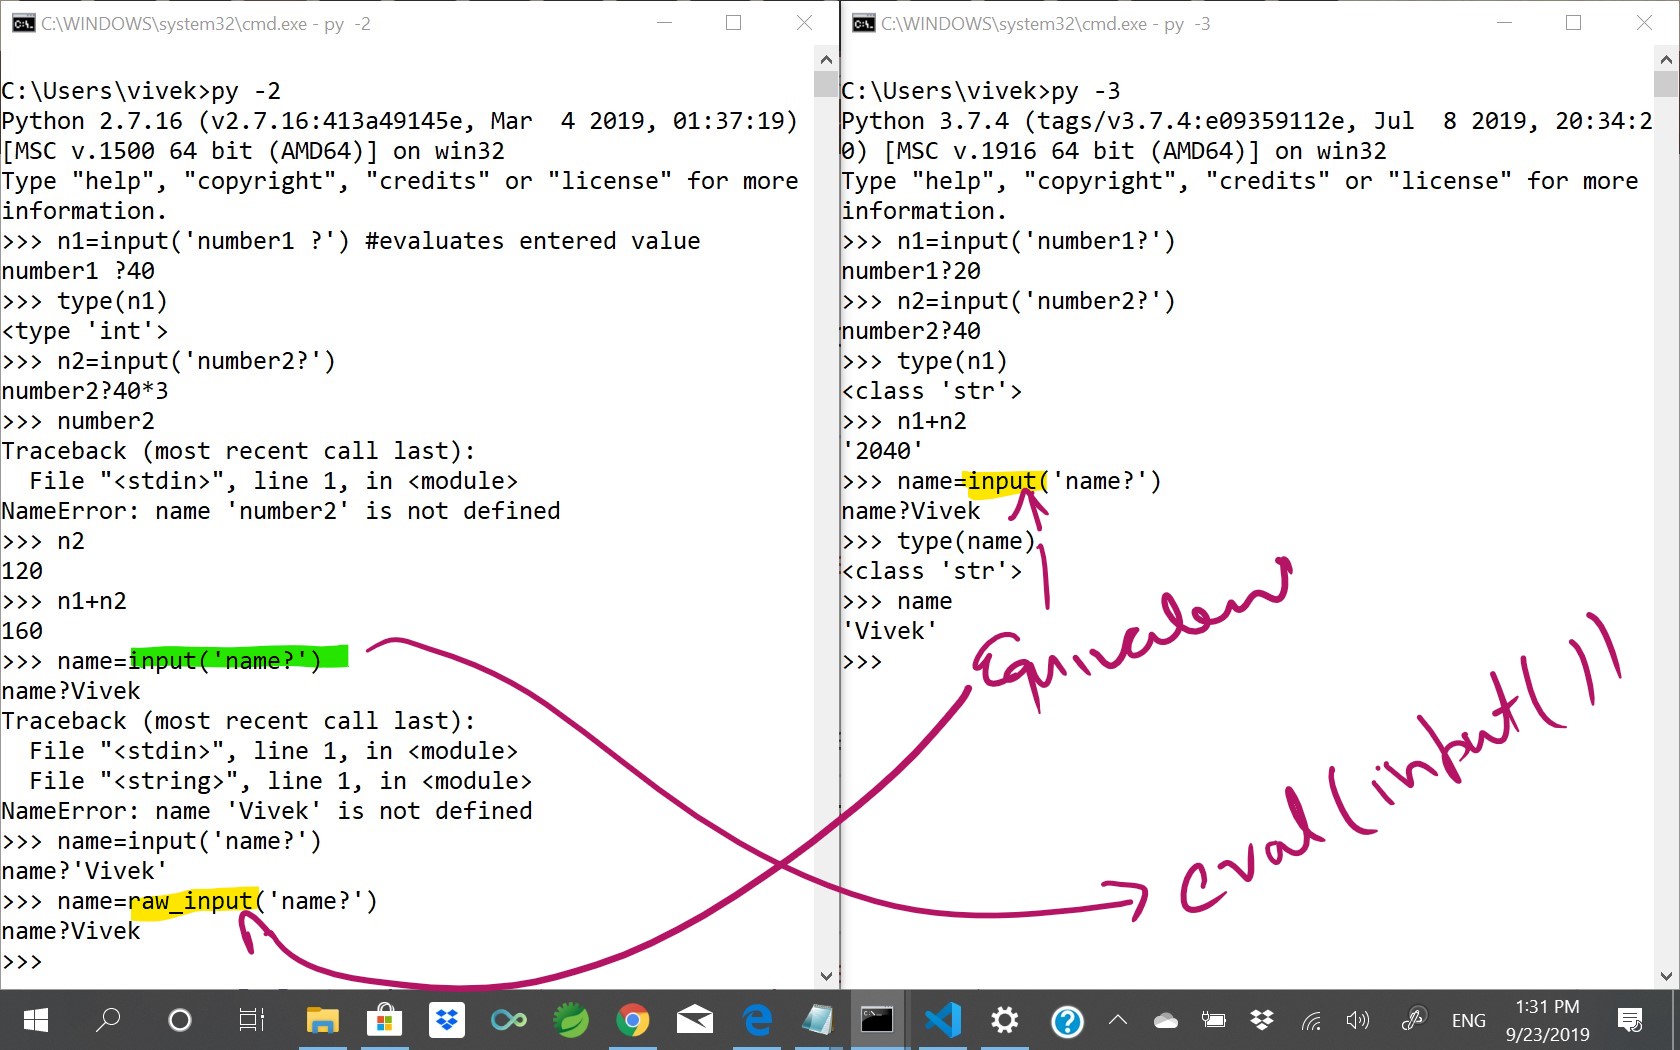 C:\WINDOWS\system32\cmd.exe - py  -2
C:\Users\vivek>py -2
Python 2.7.16 (v2.7.16:413a49145e, Mar  4 2019, 01:37:19)
[MSC v.1500 64 bit (AMD64)] on win32
Type "help", "copyright", "credits" or "license" for more
information.
>>> n1=input('number1 ?') #evaluates entered value
number1 ?40
>>> type(n1)
<type 'int'>
>>> n2=input('number2?')
number2?40*3
>>> number2
Traceback (most recent call last):
  File "<stdin>", line 1, in <module>
NameError: name 'number2' is not defined
>>> n2
120
>>> n1+n2
160
>>> name=input('name?')
name?Vivek
Traceback (most recent call last):
  File "<stdin>", line 1, in <module>
  File "<string>", line 1, in <module>
NameError: name 'Vivek' is not defined
>>> name=input('name?')
name?'Vivek'
>>> name=raw_input('name?')
name?Vivek
>>>
C:\WINDOWS\system32\cmd.exe - py  -3
C:\Users\vivek>py -3
Python 3.7.4 (tags/v3.7.4:e09359112e, Jul  8 2019, 20:34:2
0) [MSC v.1916 64 bit (AMD64)] on win32
Type "help", "copyright", "credits" or "license" for more
information.
>>> n1=input('number1?')
number1?20
>>> n2=input('number2?')
number2?40
>>> type(n1)
<class 'str'>
>>> n1+n2
'2040'
>>> name=input('name?')
name?Vivek
>>> type(name)
<class 'str'>
>>> name
'Vivek'
>>>
Equivalent
eval(input())
ENG
1:31 PM
9/23/2019